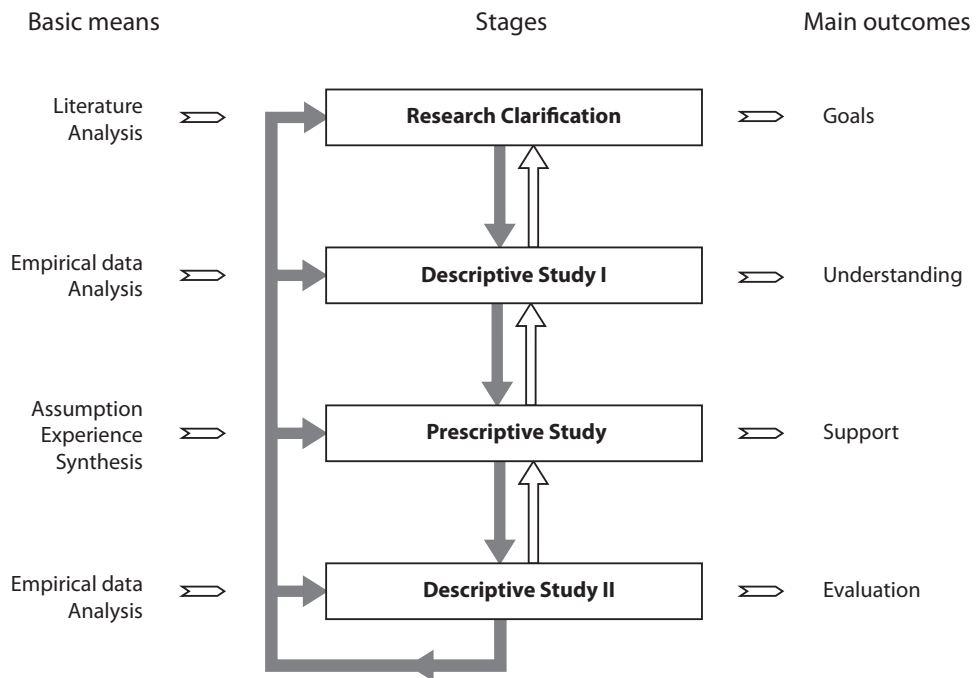 Basic means
Stages
Main outcomes
Literature
Analysis
Research Clarification
Goals
Empirical data
Analysis
Descriptive Study I
Understanding
Assumption
Experience
Synthesis
Prescriptive Study
Support
Empirical data
Analysis
Descriptive Study II
Evaluation